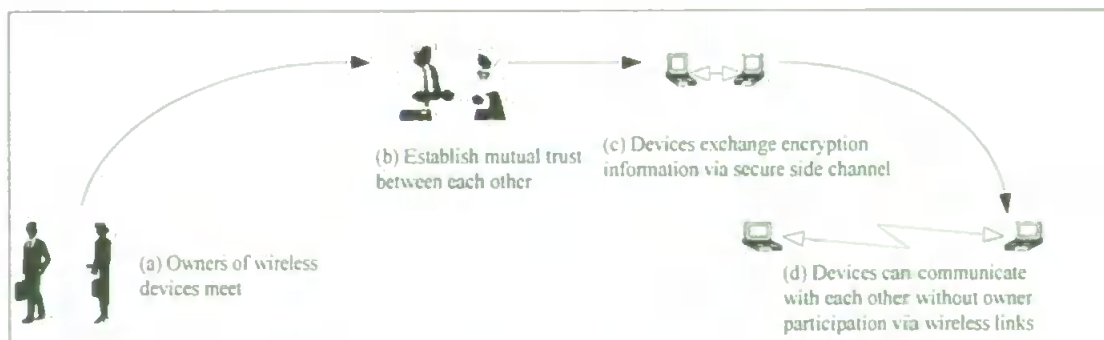 (a) Owners of wireless
devices meet
(b) Establish mutual trust
between each other
(c) Devices exchange encryption
information via secure side channel
(d) Devices can communicate
with each other without owner
participation via wireless links